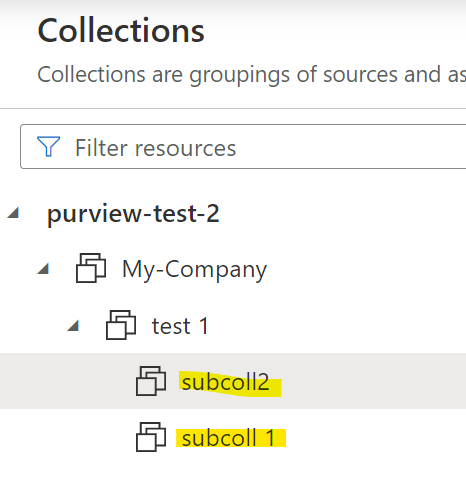 Collections
Collections are groupings of sources and as
Filter resources
purview-test-2
My-Company
test 1
subcoll2
subcoll 1